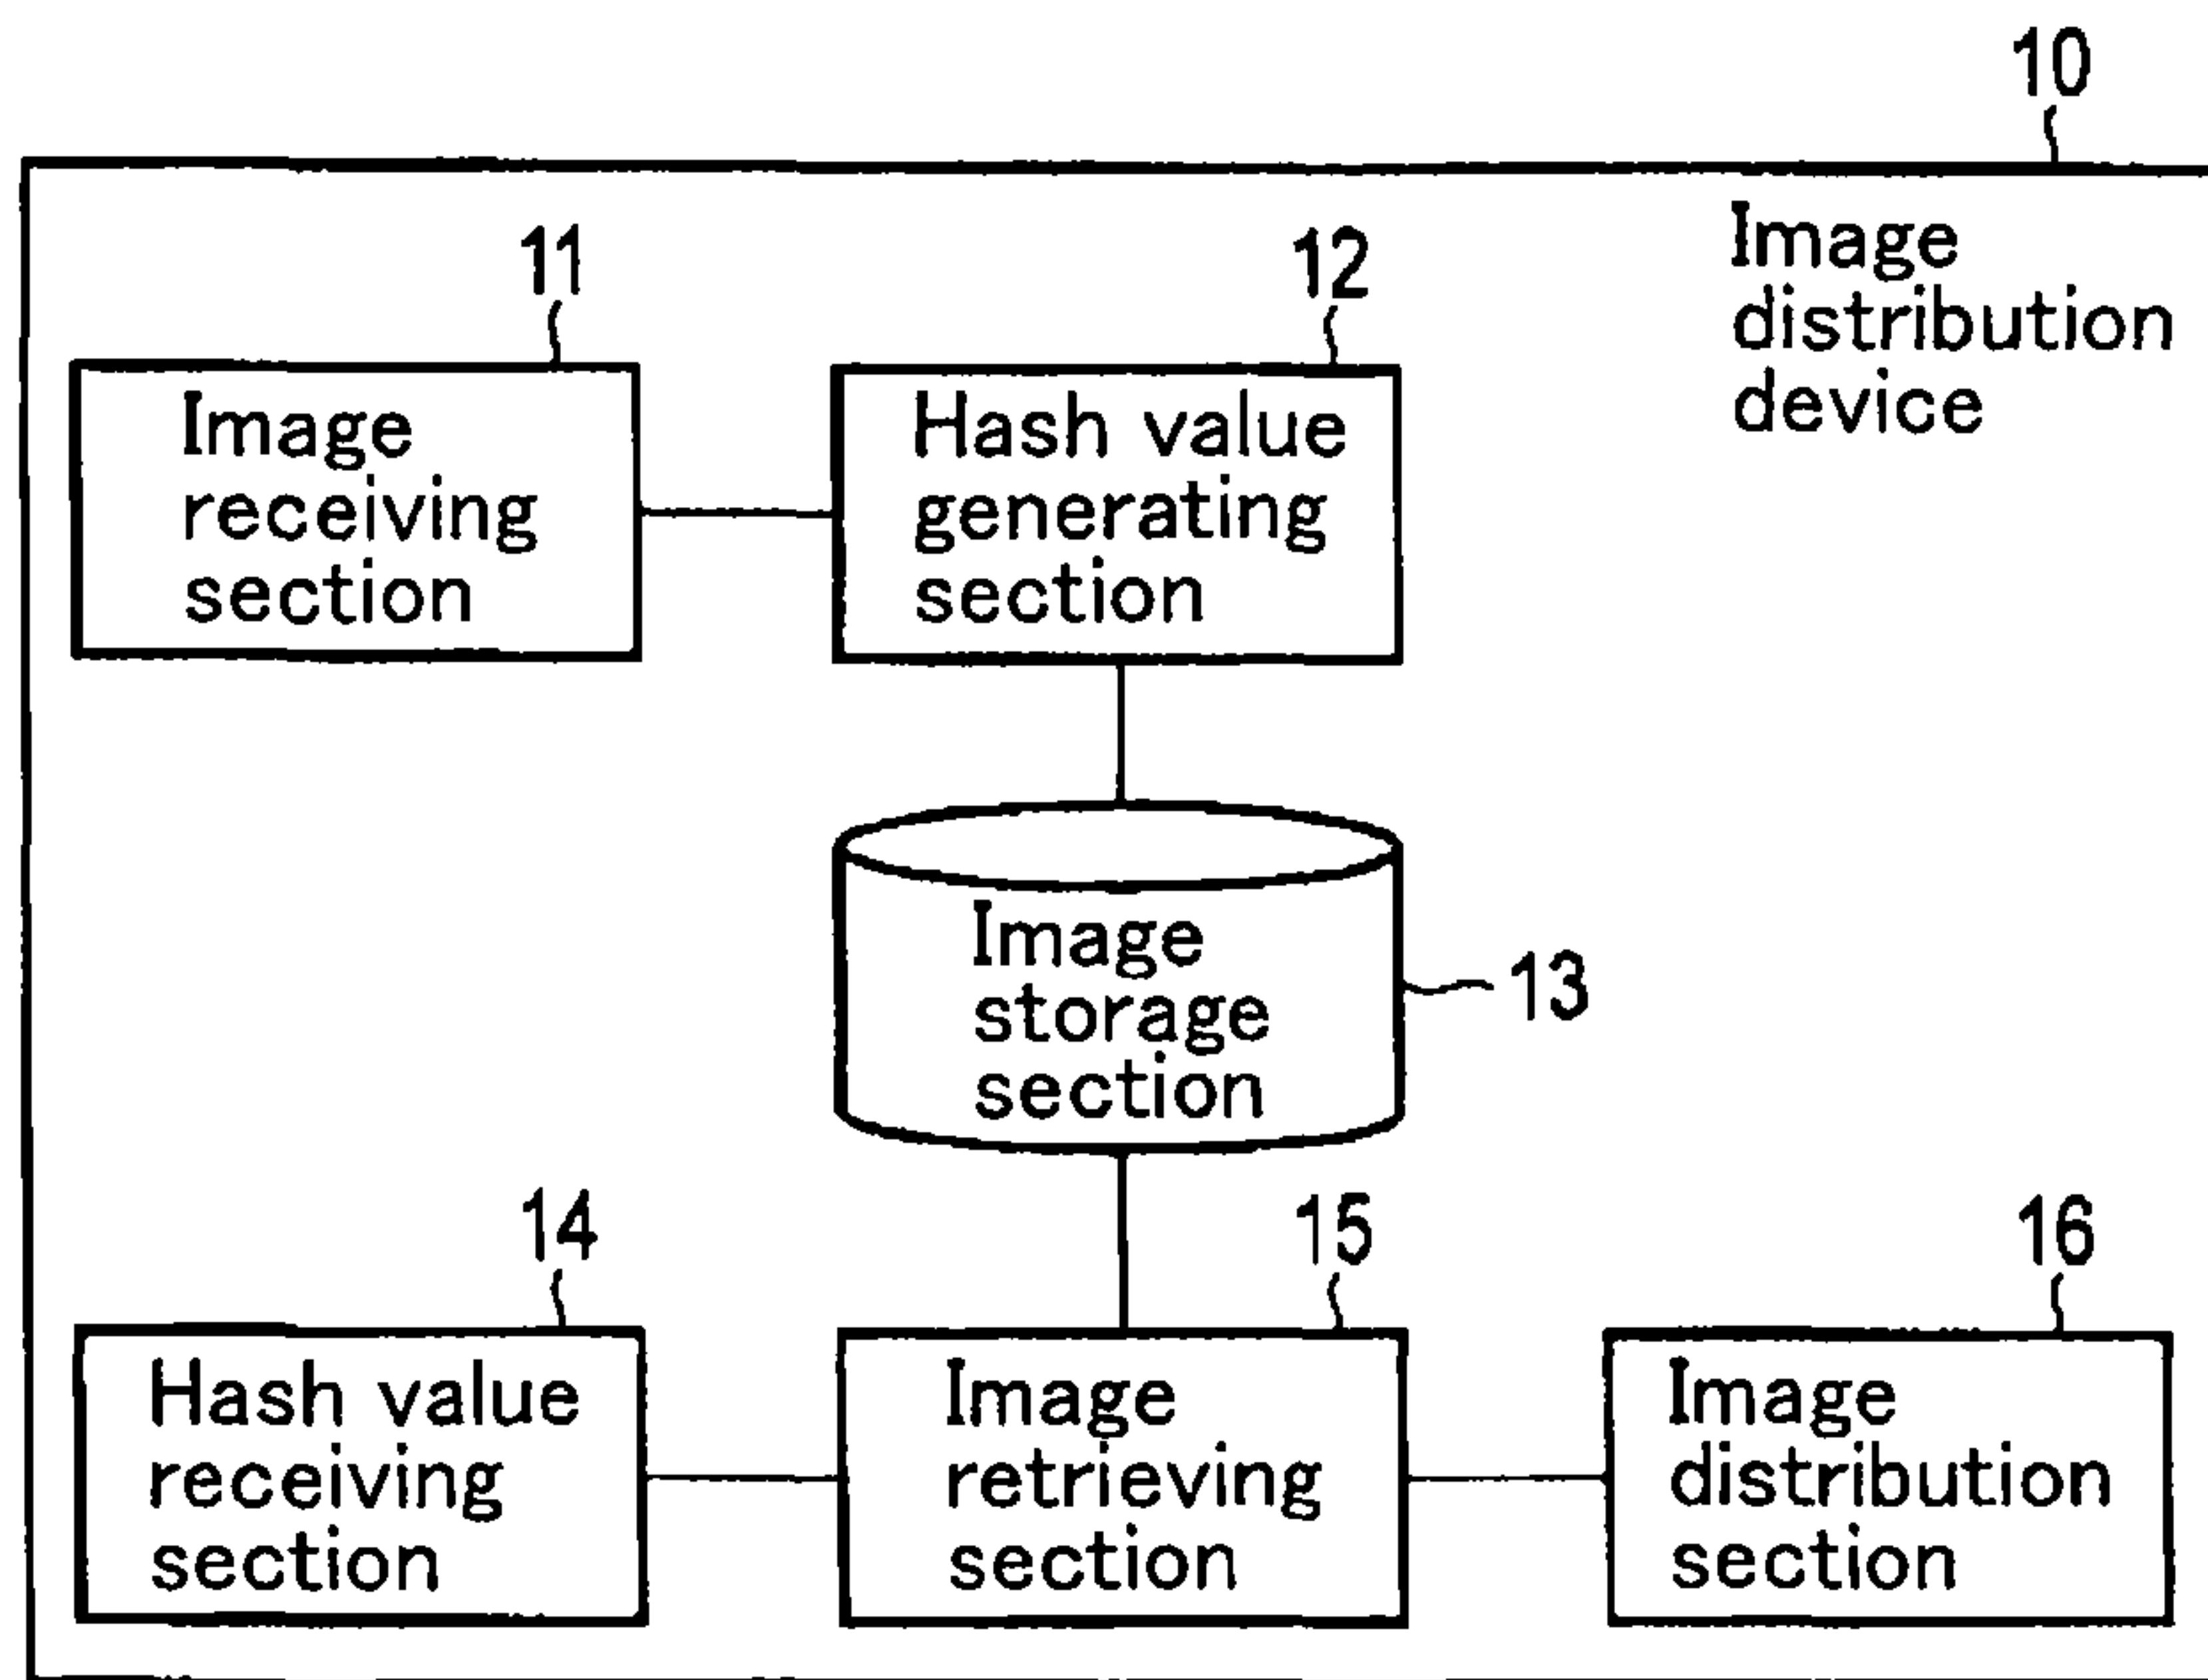 10
Image
distribution
device
11
Image
receiving
section
12
Hash value
generating
section
Image
storage
section
13
14
Hash value
receiving
section
15
Image
retrieving
section
16
Image
distribution
section